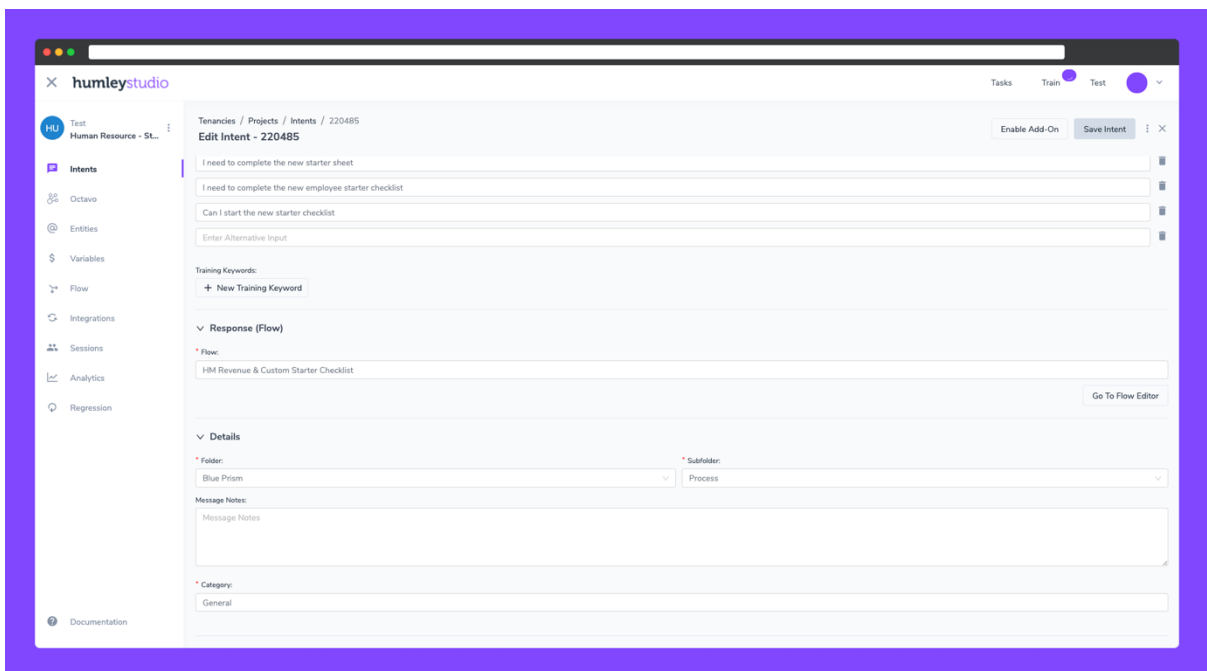 humleystudio
Tasks
Train
Test
HU
Test
Human Resource - St...
Intents
Octavo
Entities
Variables
Flow
Integrations
Sessions
Analytics
Regression
Documentation
Tenancies / Projects / Intents / 220485
Edit Intent - 220485
Enable Add-On
Save Intent
I need to complete the new starter sheet
I need to complete the new employee starter checklist
Can I start the new starter checklist
Enter Alternative Input
Training Keywords:
+ New Training Keyword
Response (Flow)
* Flow:
HM Revenue & Custom Starter Checklist
Go To Flow Editor
Details
* Folder:
* Subfolder:
Blue Prism
Process
Message Notes:
Message Notes
* Category:
General